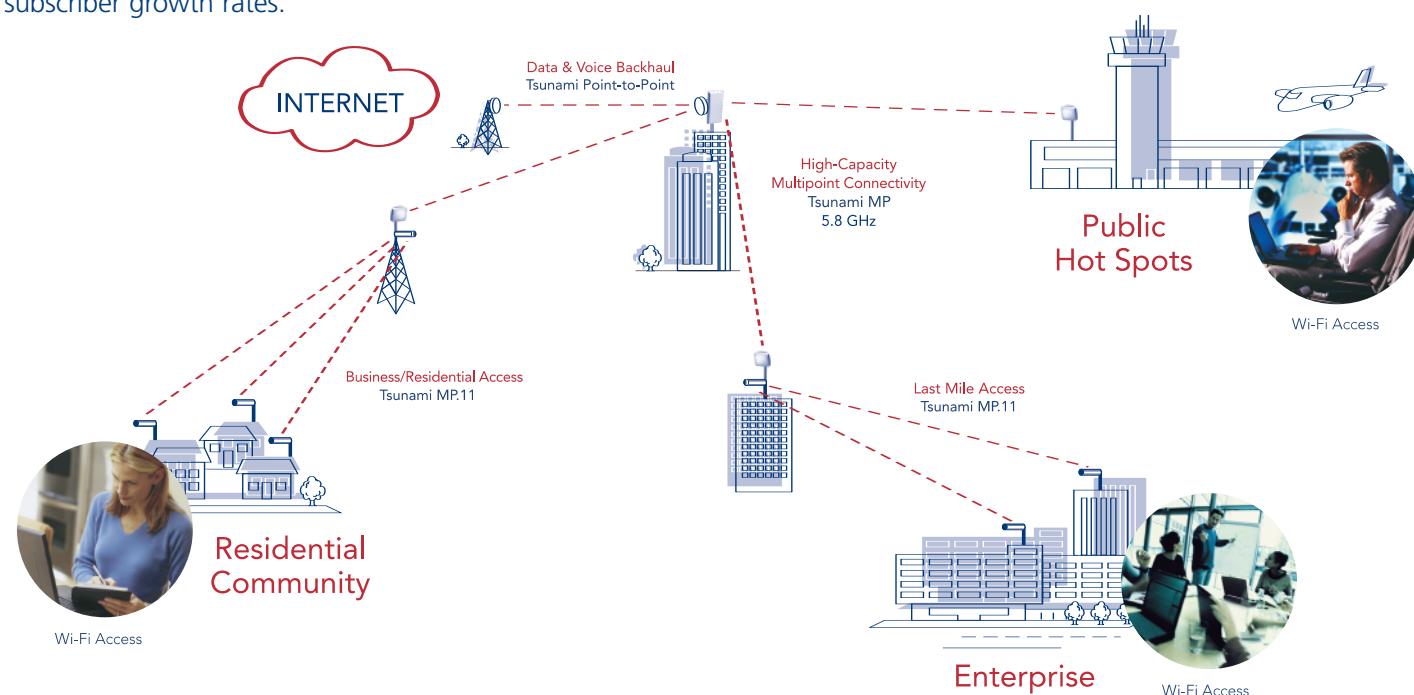 subscriber growth rates.
INTERNET
Data & Voice Backhaul
Tsunami Point-to-Point
High-Capacity
Multipoint Connectivity
Tsunami MP
5.8 GHz
Public
Hot Spots
Wi-Fi Access
Business/Residential Access
Tsunami MP.11
Last Mile Access
Tsunami MP.11
Residential
Community
Wi-Fi Access
Enterprise
Wi-Fi Access